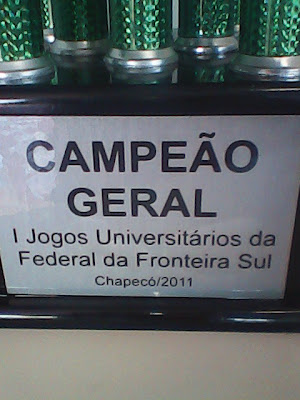 CAMPEÃO
GERAL
I Jogos Universitários da
Federal da Fronteira Sul
Chapecó/2011